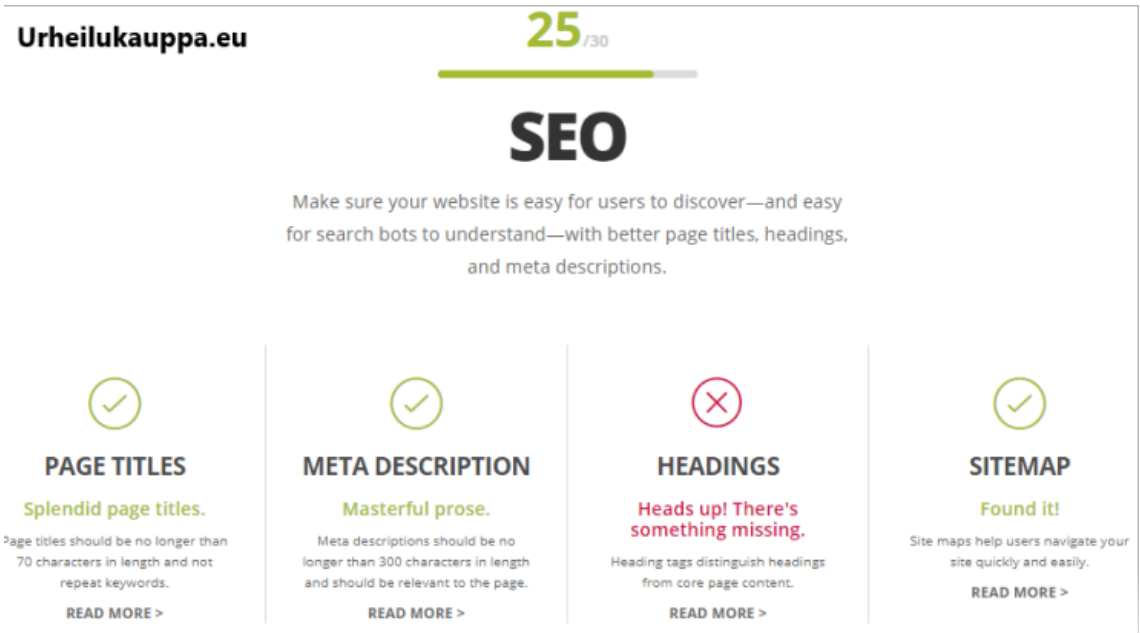 Urheilukauppa.eu
25/30
SEO
Make sure your website is easy for users to discover—and easy
for search bots to understand—with better page titles, headings,
and meta descriptions.
PAGE TITLES
Splendid page titles.
Page titles should be no longer than
70 characters in length and not
repeat keywords.
READ MORE >
META DESCRIPTION
Masterful prose.
Meta descriptions should be no
longer than 300 characters in length
and should be relevant to the page.
READ MORE >
HEADINGS
Heads up! There's
something missing.
Heading tags distinguish headings
from core page content.
READ MORE >
SITEMAP
Found it!
Site maps help users navigate your
site quickly and easily.
READ MORE >